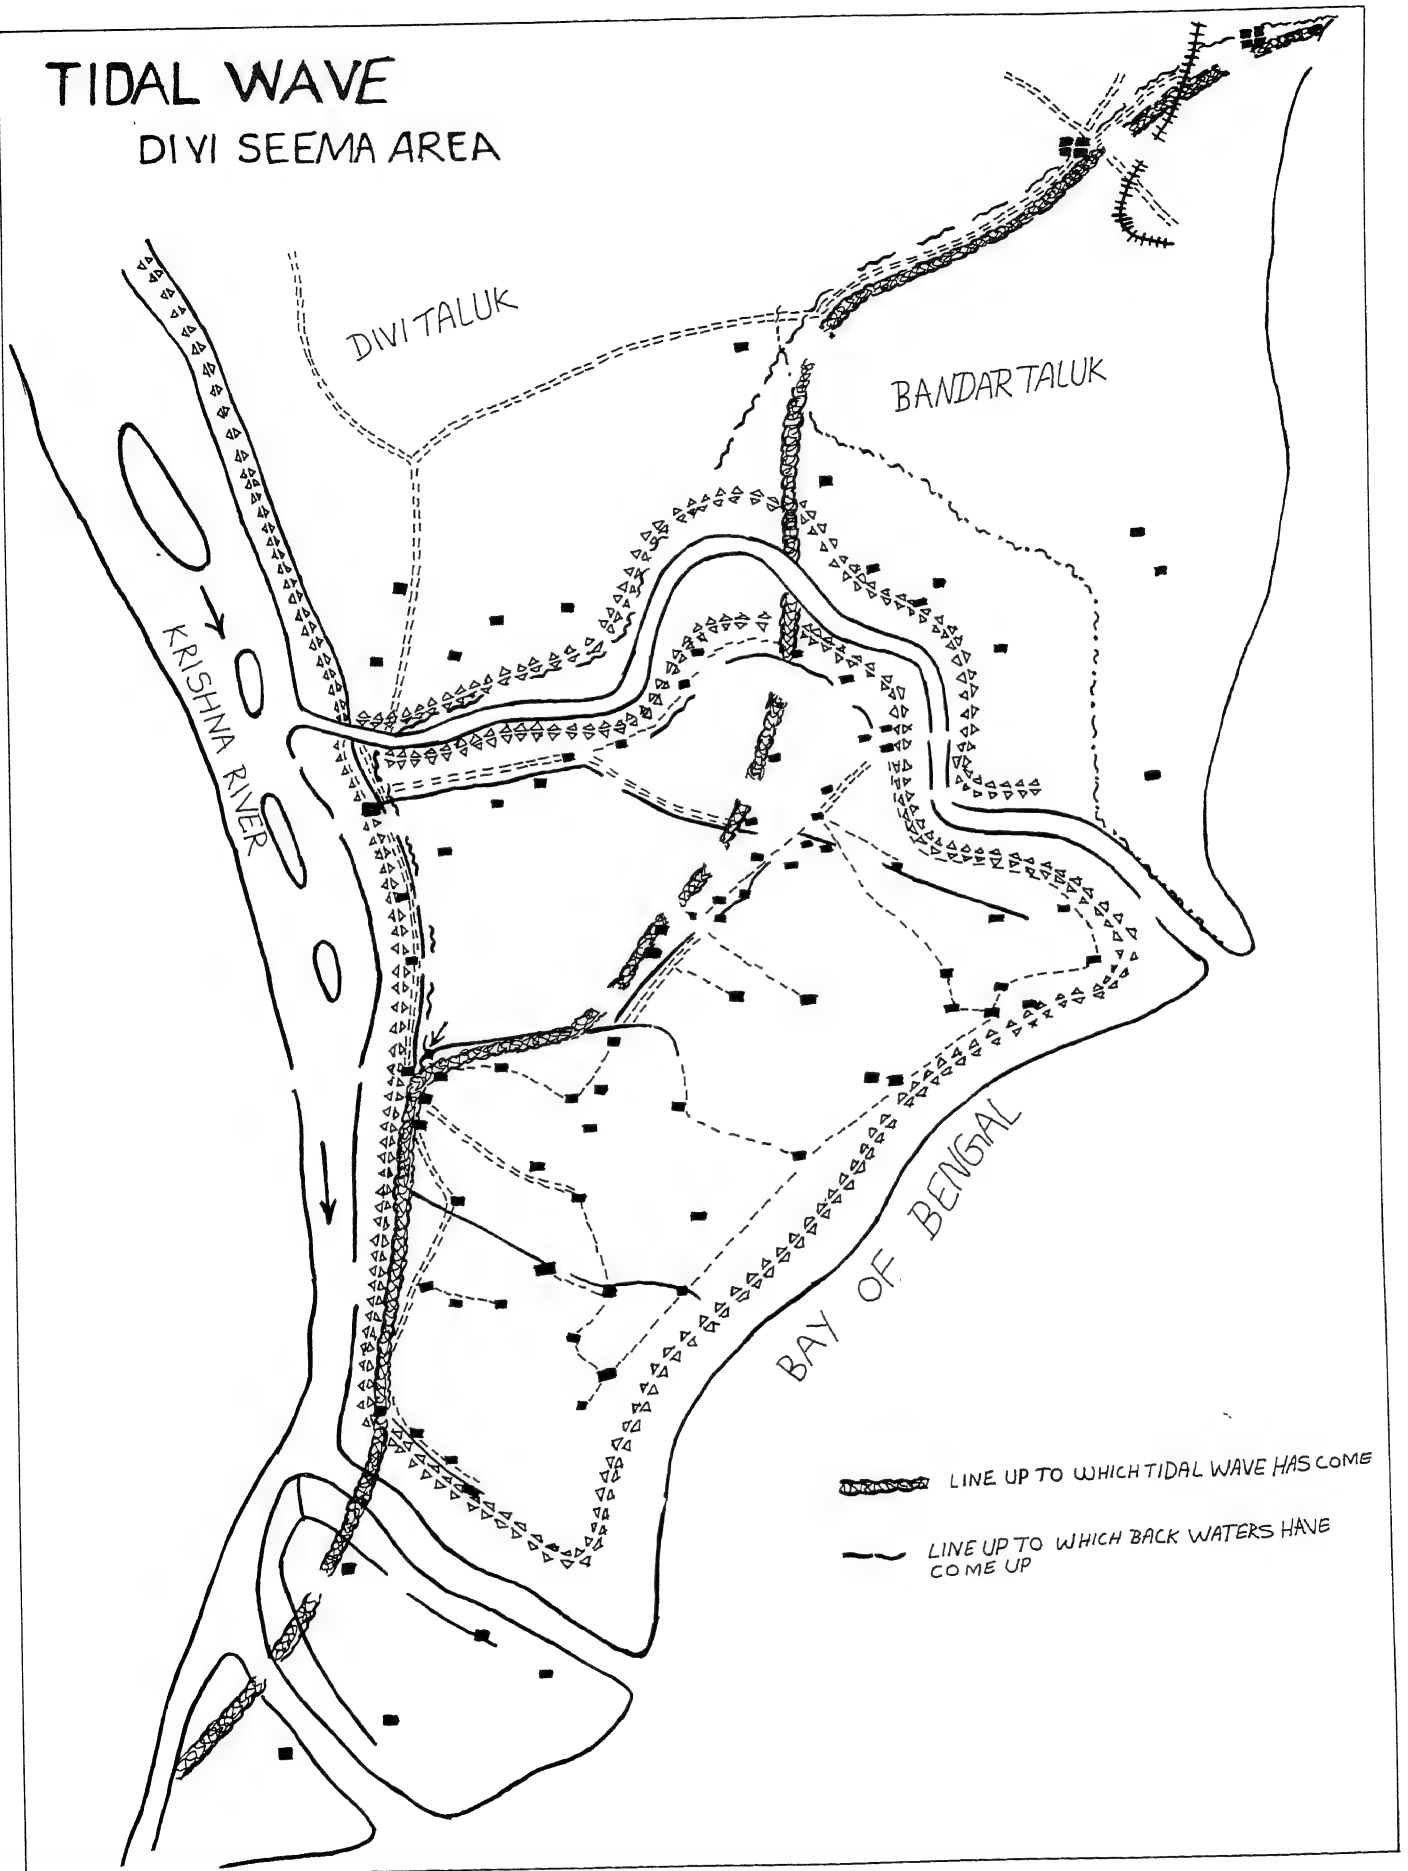 TIDAL WAVE
DIVI SEEMA AREA
DIVI TALUK
BANDAR TALUK
KRISHNA RIVER
BAY OF BENGAL
LINE UP TO WHICH TIDAL WAVE HAS COME
LINE UP TO WHICH BACK WATERS HAVE
COME UP